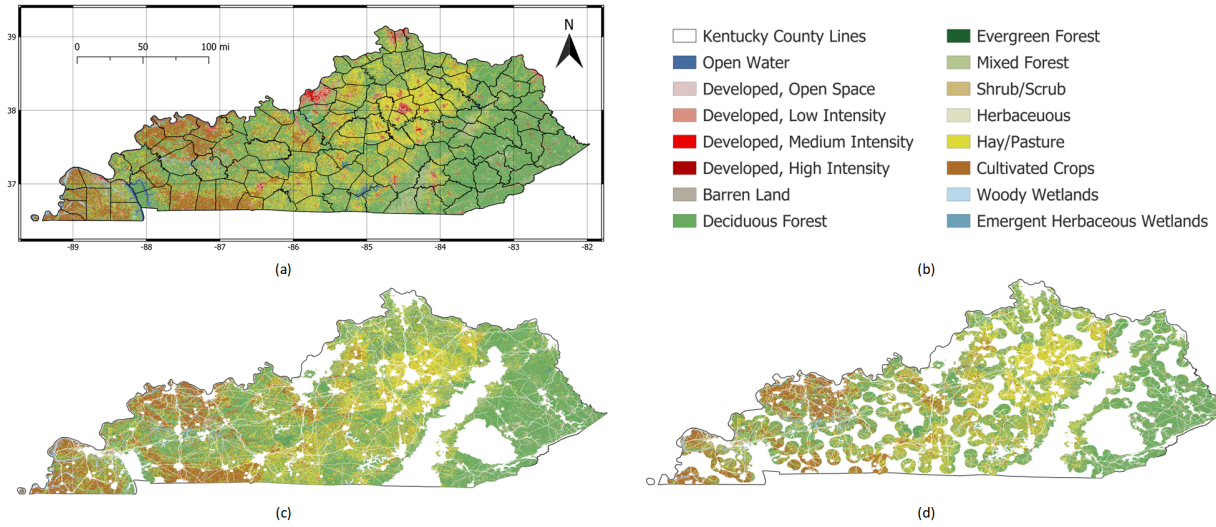 N
0 50 100 mi
39
38
37
-89 -88 -87 -86 -85 -84 -83 -82
(a)
Kentucky County Lines
Open Water
Developed, Open Space
Developed, Low Intensity
Developed, Medium Intensity
Developed, High Intensity
Barren Land
Deciduous Forest
Evergreen Forest
Mixed Forest
Shrub/Scrub
Herbaceuous
Hay/Pasture
Cultivated Crops
Woody Wetlands
Emergent Herbaceous Wetlands
(b)
(c)
(d)